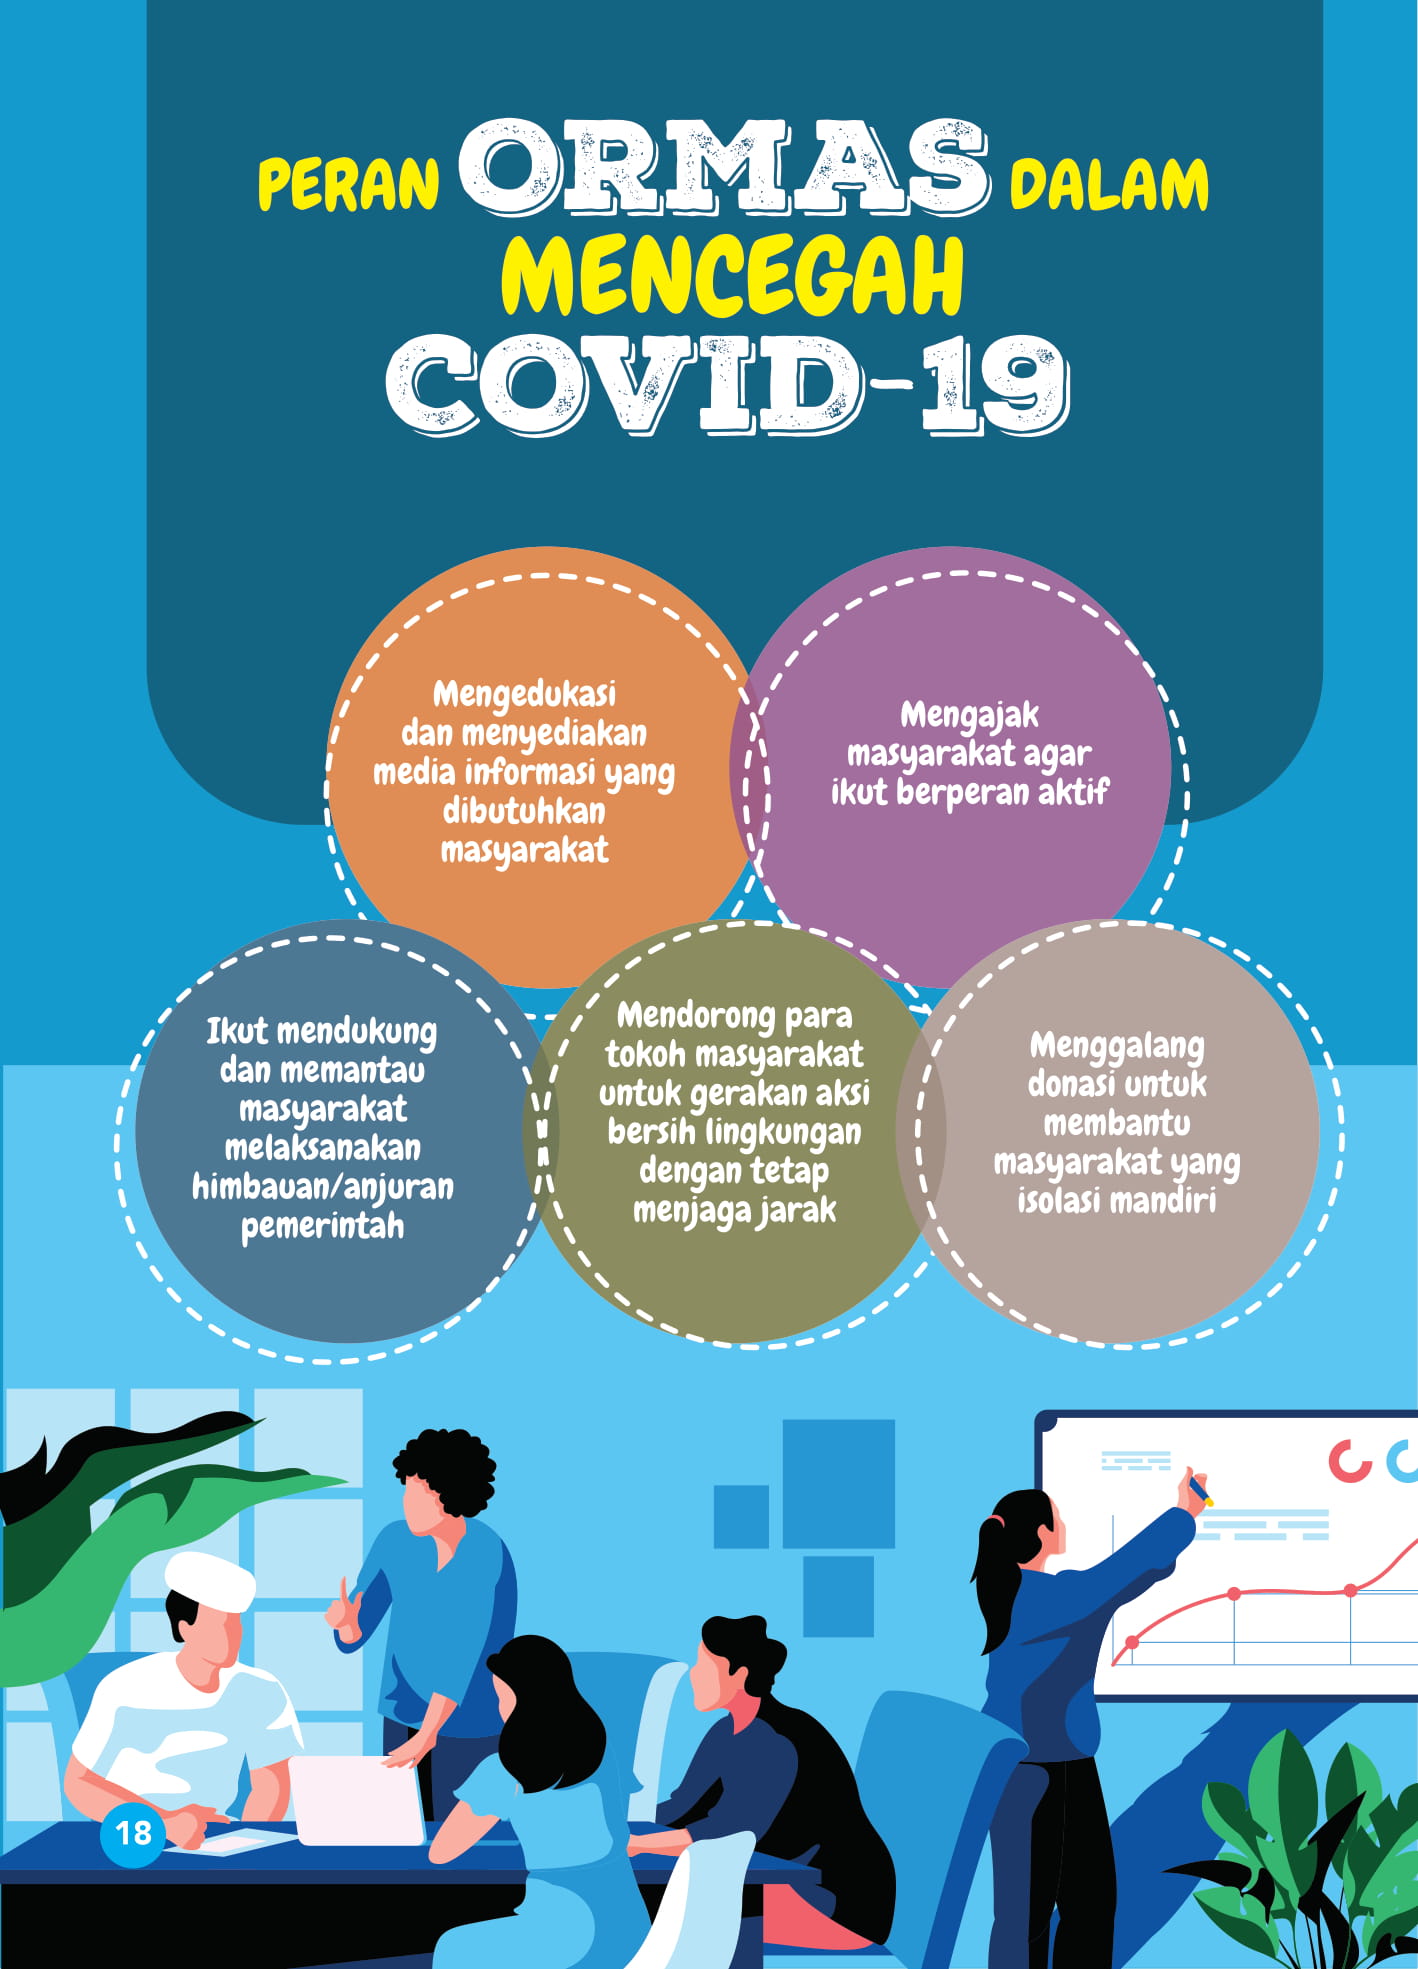 PERAN ORMAS DALAM
MENCEGAH
COVID-19
Mengedukasi
dan menyediakan
media informasi yang
dibutuhkan
masyarakat
Mengajak
masyarakat agar
ikut berperan aktif
Ikut mendukung
dan memantau
masyarakat
melaksanakan
himbauan/anjuran
pemerintah
Mendorong para
tokoh masyarakat
untuk gerakan aksi
bersih lingkungan
dengan tetap
menjaga jarak
Menggalang
donasi untuk
membantu
masyarakat yang
isolasi mandiri
18